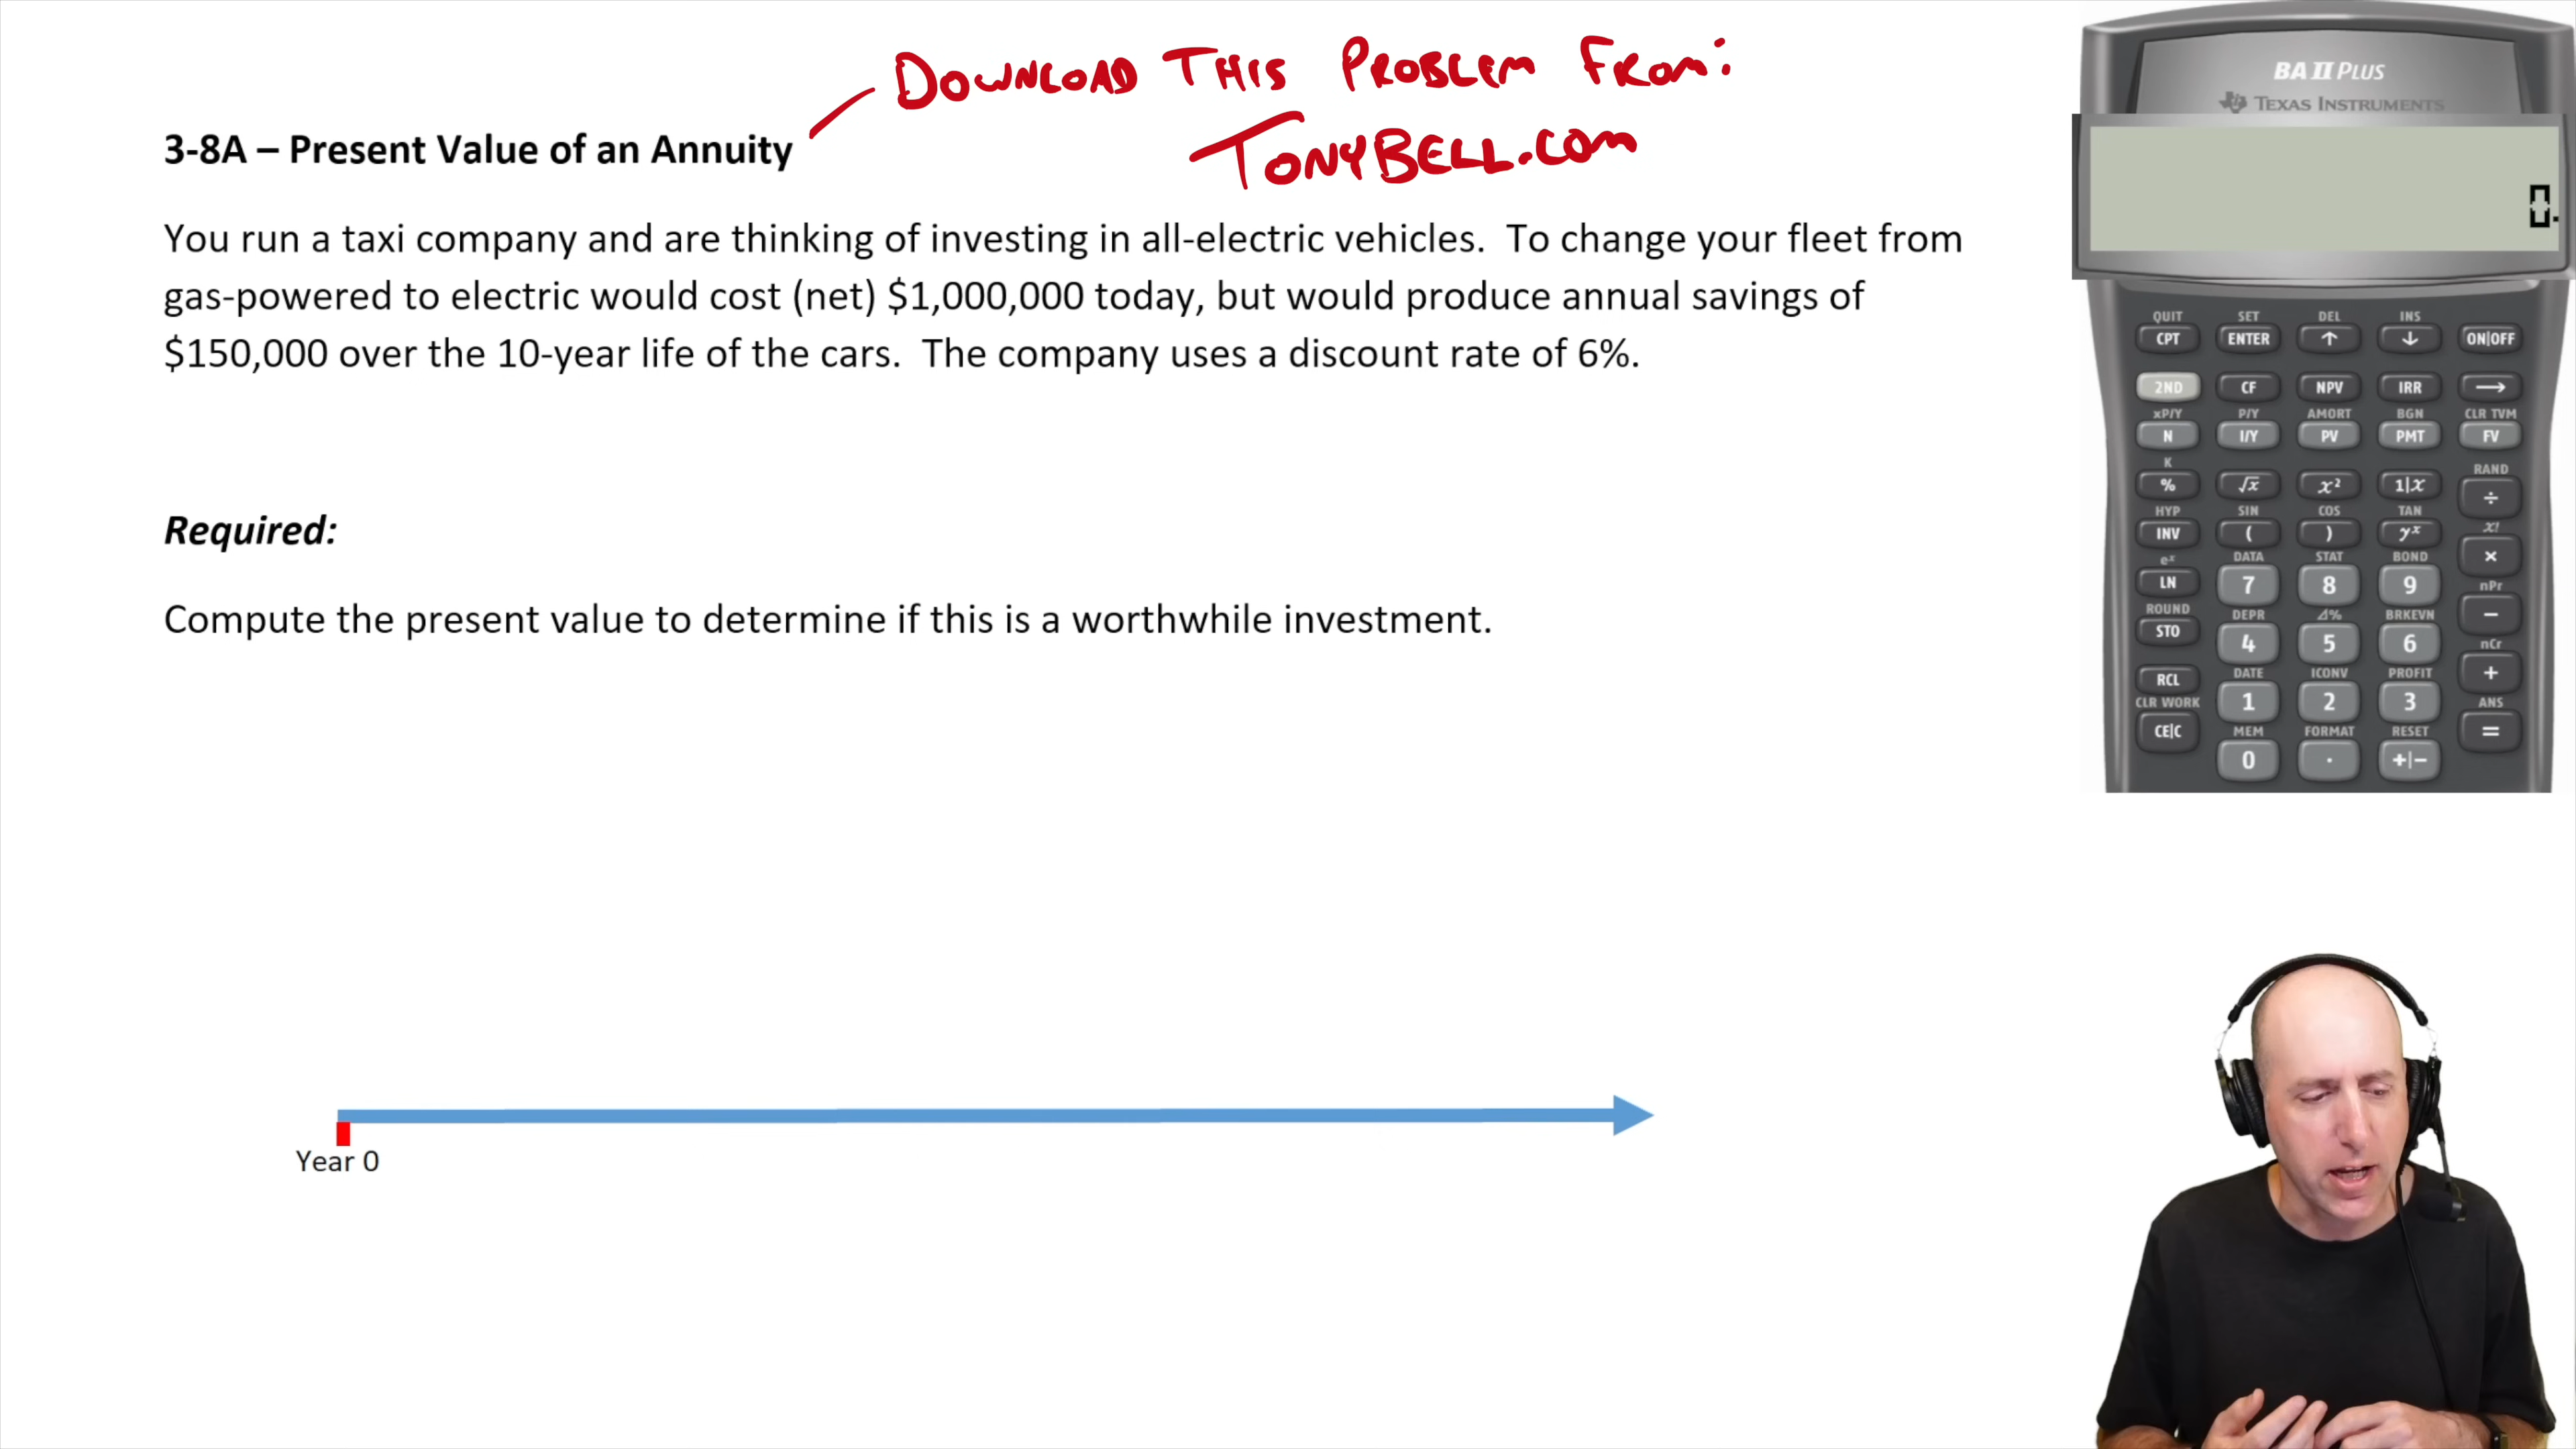 DOWNLOAD THIS PROBLEM FROM:
TONYBELL.COM
3-8A – Present Value of an Annuity
You run a taxi company and are thinking of investing in all-electric vehicles. To change your fleet from
gas-powered to electric would cost (net) $1,000,000 today, but would produce annual savings of
$150,000 over the 10-year life of the cars. The company uses a discount rate of 6%.
Required:
Compute the present value to determine if this is a worthwhile investment.
Year 0
BA II PLUS
TEXAS INSTRUMENTS
0.
QUIT SET DEL INS
CPT ENTER ↑ ↓ ON|OFF
2ND CF NPV IRR →
xP/Y P/Y AMORT BGN CLR TVM
N I/Y PV PMT FV
K RAND
% √x x² 1|x ÷
HYP SIN COS TAN x!
INV ( ) yˣ ×
eˣ DATA STAT BOND nPr
LN 7 8 9 −
ROUND DEPR Δ% BRKEVN nCr
STO 4 5 6 +
DATE ICONV PROFIT
RCL 1 2 3
CLR WORK MEM FORMAT RESET ANS
CE|C 0 . +|− =